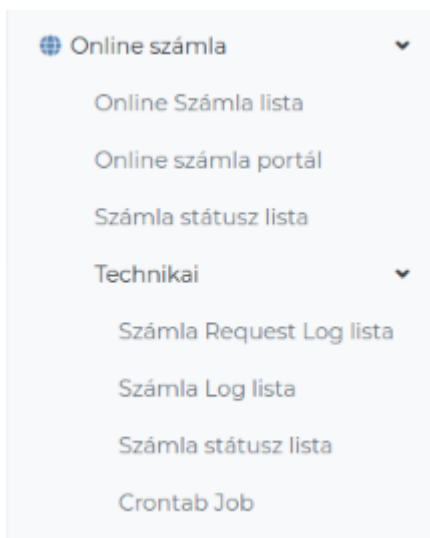 Online számla
Online Számla lista
Online számla portál
Számla státusz lista
Technikai
Számla Request Log lista
Számla Log lista
Számla státusz lista
Crontab Job